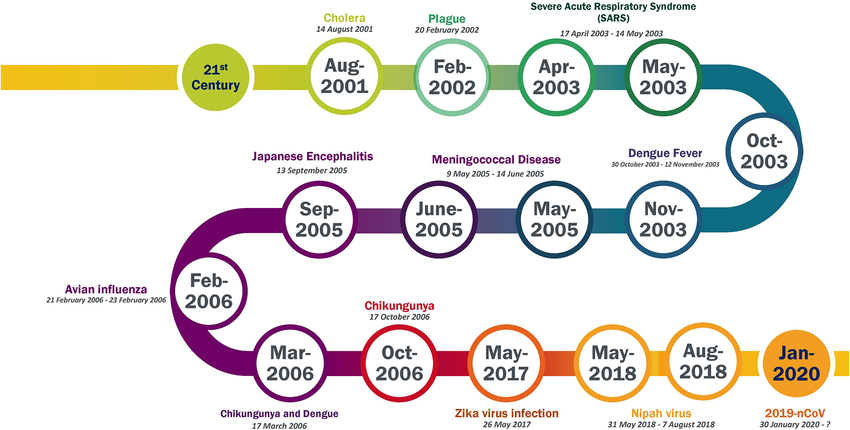 Cholera
14 August 2001
Plague
20 February 2002
Severe Acute Respiratory Syndrome
(SARS)
17 April 2003 - 14 May 2003
21st
Century
Aug-
2001
Feb-
2002
Apr-
2003
May-
2003
Oct-
2003
Dengue Fever
30 October 2003 - 12 November 2003
Nov-
2003
Meningococcal Disease
9 May 2005 - 14 June 2005
May-
2005
June-
2005
Japanese Encephalitis
13 September 2005
Sep-
2005
Avian influenza
21 February 2006 - 23 February 2006
Feb-
2006
Mar-
2006
Chikungunya and Dengue
17 March 2006
Chikungunya
17 October 2006
Oct-
2006
May-
2017
Zika virus infection
26 May 2017
May-
2018
Aug-
2018
Nipah virus
31 May 2018 - 7 August 2018
Jan-
2020
2019-nCoV
30 January 2020 - ?